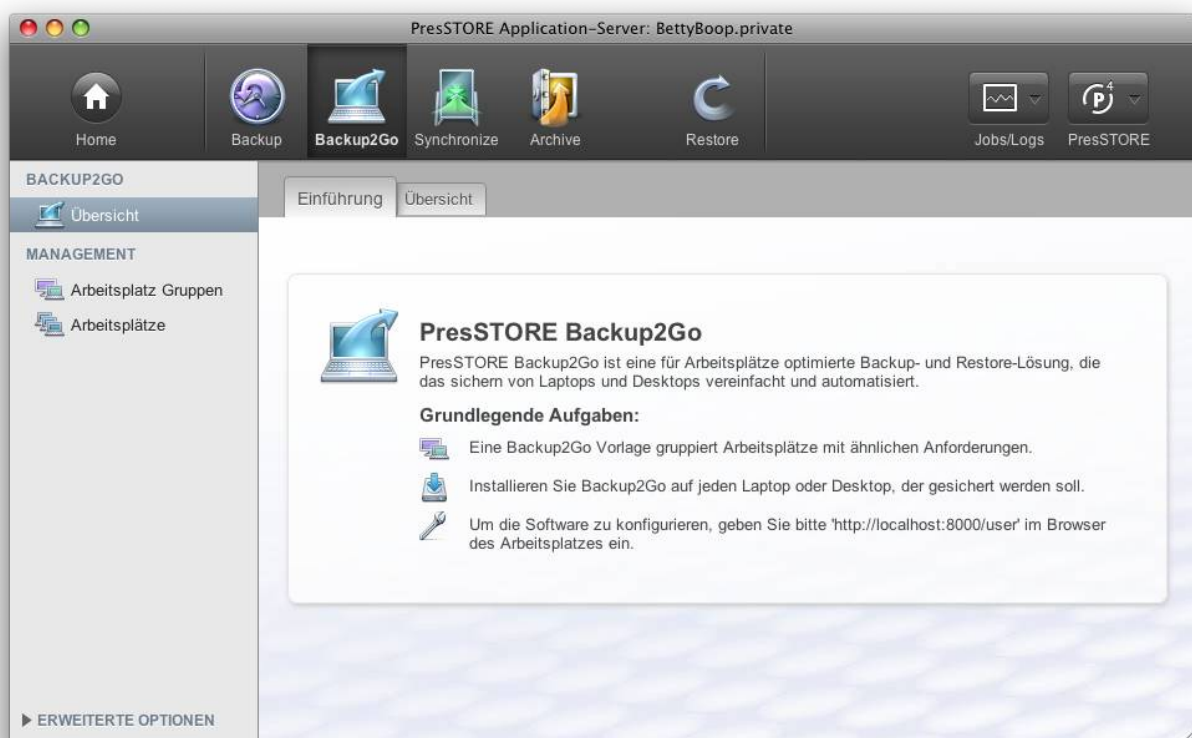 PresSTORE Application-Server: BettyBoop.private
Home
Backup
Backup2Go
Synchronize
Archive
Restore
Jobs/Logs
P4
PresSTORE
BACKUP2GO
Übersicht
MANAGEMENT
Arbeitsplatz Gruppen
Arbeitsplätze
ERWEITERTE OPTIONEN
Einführung
Übersicht
PresSTORE Backup2Go
PresSTORE Backup2Go ist eine für Arbeitsplätze optimierte Backup- und Restore-Lösung, die
das sichern von Laptops und Desktops vereinfacht und automatisiert.
Grundlegende Aufgaben:
Eine Backup2Go Vorlage gruppiert Arbeitsplätze mit ähnlichen Anforderungen.
Installieren Sie Backup2Go auf jeden Laptop oder Desktop, der gesichert werden soll.
Um die Software zu konfigurieren, geben Sie bitte 'http://localhost:8000/user' im Browser
des Arbeitsplatzes ein.